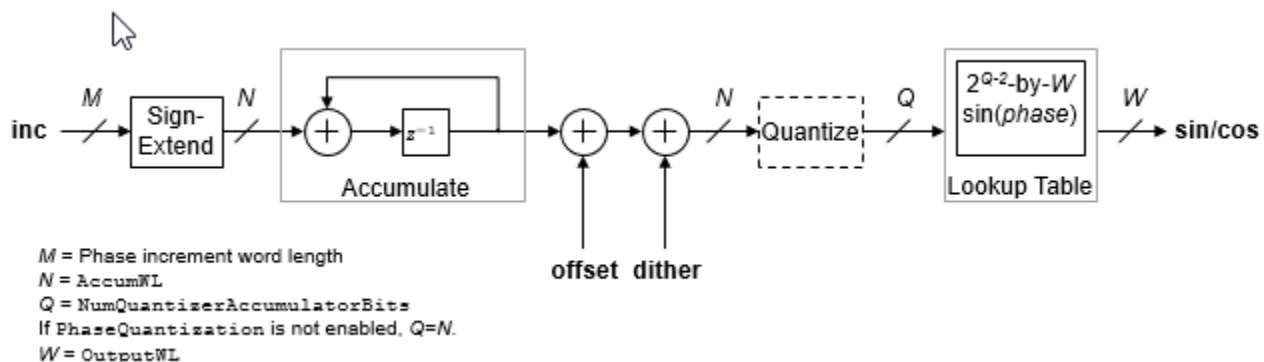 M
N
inc
Sign-
Extend
z⁻¹
Accumulate
offset
dither
N
Quantize
Q
2^Q-2-by-W
sin(phase)
Lookup Table
W
sin/cos
M = Phase increment word length
N = AccumWL
Q = NumQuantizerAccumulatorBits
If PhaseQuantization is not enabled, Q=N.
W = OutputWL